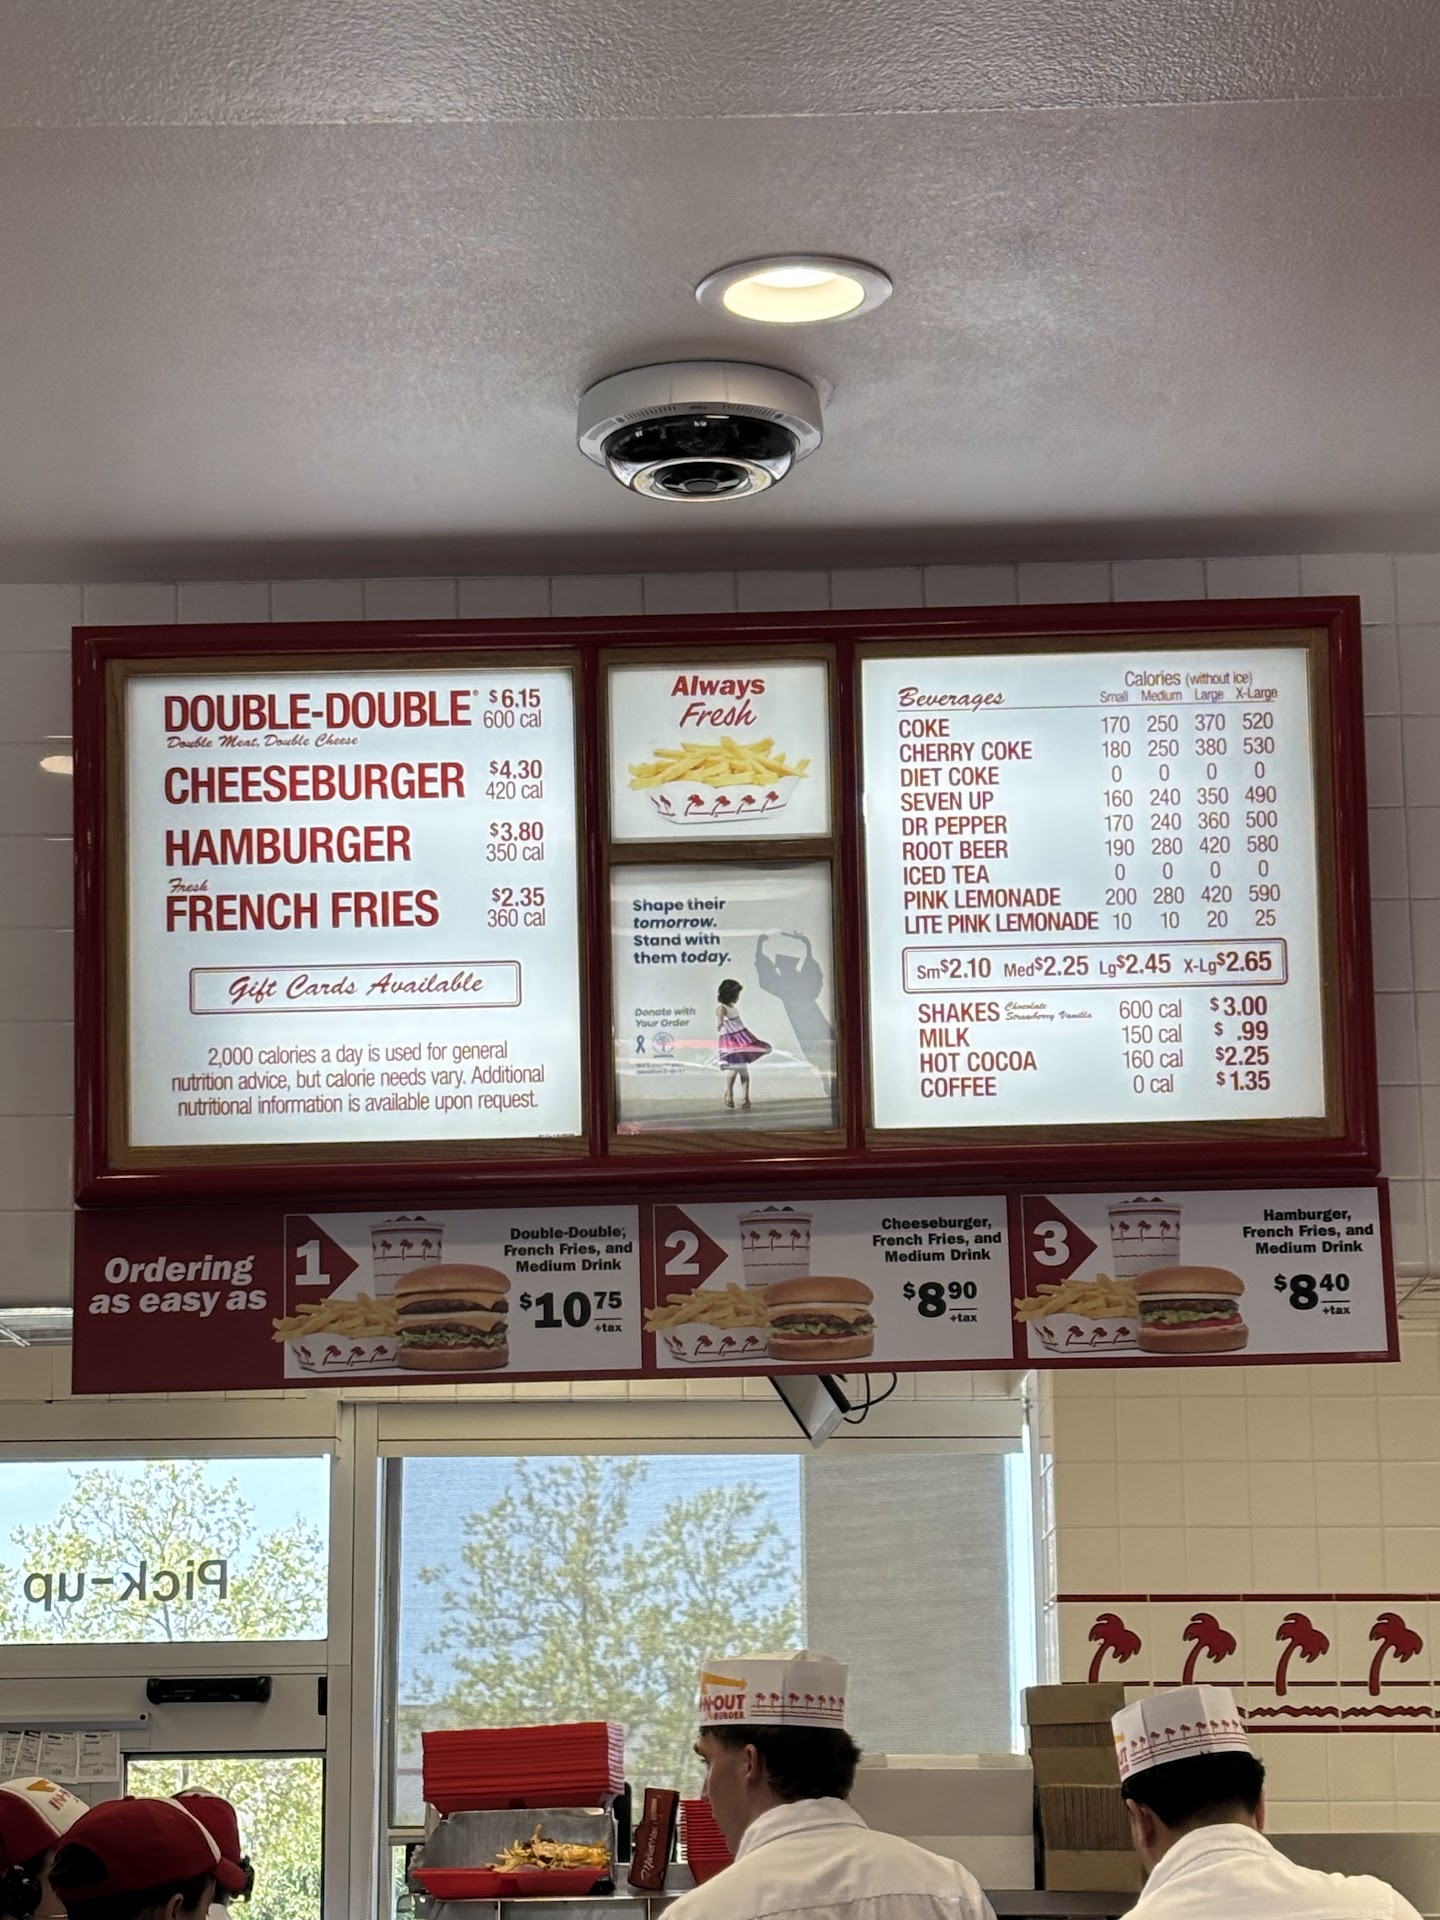 DOUBLE-DOUBLE® $6.15
Double Meat, Double Cheese 600 cal
CHEESEBURGER $4.30
420 cal
HAMBURGER $3.80
350 cal
Fresh
FRENCH FRIES $2.35
360 cal
Gift Cards Available
2,000 calories a day is used for general
nutrition advice, but calorie needs vary. Additional
nutritional information is available upon request.
Always
Fresh
Shape their
tomorrow.
Stand with
them today.
Donate with
Your Order
Calories (without ice)
Beverages Small Medium Large X-Large
COKE 170 250 370 520
CHERRY COKE 180 250 380 530
DIET COKE 0 0 0 0
SEVEN UP 160 240 350 490
DR PEPPER 170 240 360 500
ROOT BEER 190 280 420 580
ICED TEA 0 0 0 0
PINK LEMONADE 200 280 420 590
LITE PINK LEMONADE 10 10 20 25
Sm$2.10 Med$2.25 Lg$2.45 X-Lg$2.65
SHAKES Chocolate Strawberry Vanilla 600 cal $3.00
MILK 150 cal $ .99
HOT COCOA 160 cal $2.25
COFFEE 0 cal $1.35
Ordering
as easy as
1
Double-Double,
French Fries, and
Medium Drink
$10 75
+tax
2
Cheeseburger,
French Fries, and
Medium Drink
$8 90
+tax
3
Hamburger,
French Fries, and
Medium Drink
$8 40
+tax
Pick-up
IN-N-OUT
BURGER